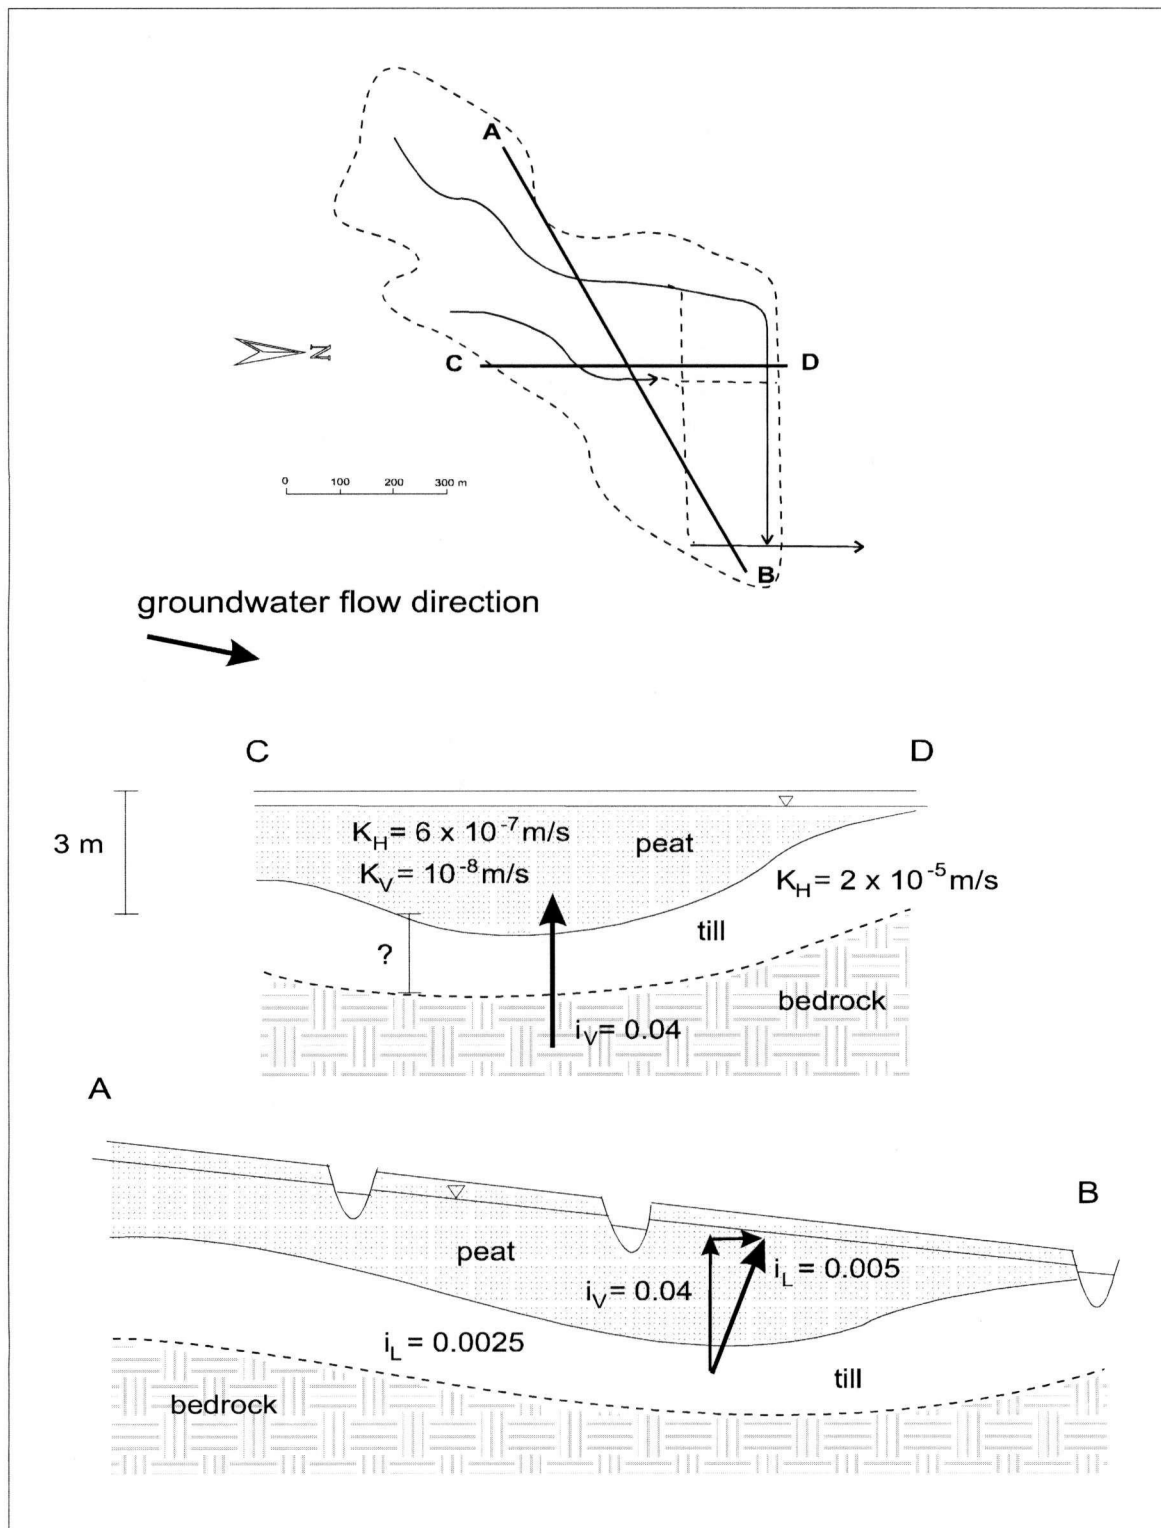 A
C
D
N
0 100 200 300 m
B
groundwater flow direction
C
D
3 m
K_H = 6 x 10^-7 m/s
peat
K_V = 10^-8 m/s
K_H = 2 x 10^-5 m/s
till
?
bedrock
i_V = 0.04
A
B
peat
i_L = 0.005
i_V = 0.04
i_L = 0.0025
till
bedrock